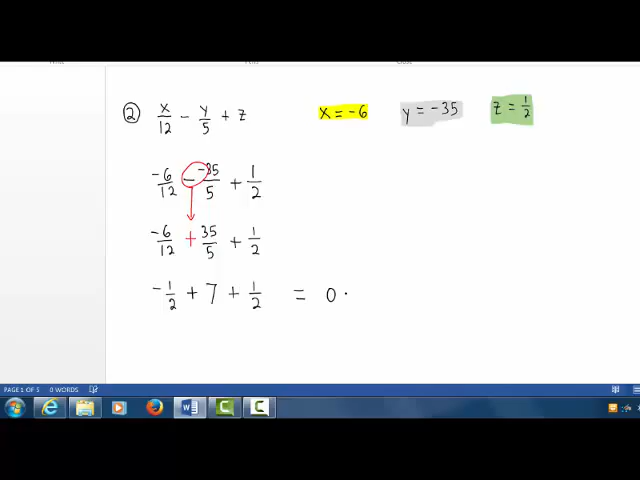 ② x/12 - y/5 + z    x = -6    y = -35    z = 1/2
-6/12 - -35/5 + 1/2
-6/12 + 35/5 + 1/2
-1/2 + 7 + 1/2 = 0 ·
PAGE 1 OF 5    0 WORDS